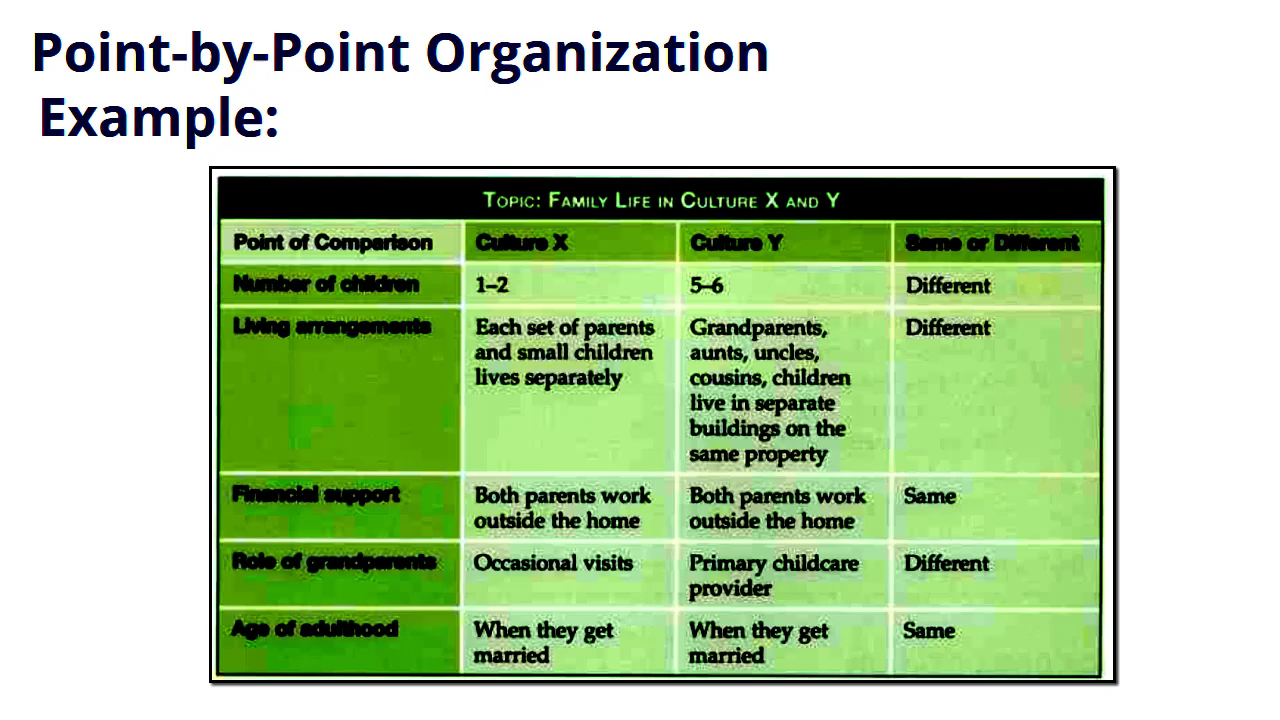 Point-by-Point Organization
Example:
TOPIC: FAMILY LIFE IN CULTURE X AND Y
Point of Comparison Culture X Culture Y Same or Different
Number of children 1–2 5–6 Different
Living arrangements Each set of parents Grandparents, Different
and small children aunts, uncles,
lives separately cousins, children
live in separate
buildings on the
same property
Financial support Both parents work Both parents work Same
outside the home outside the home
Role of grandparents Occasional visits Primary childcare Different
provider
Age of adulthood When they get When they get Same
married married